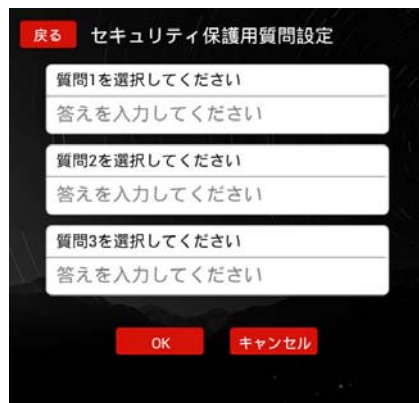 戻る セキュリティ保護用質問設定
質問1を選択してください
答えを入力してください
質問2を選択してください
答えを入力してください
質問3を選択してください
答えを入力してください
OK キャンセル